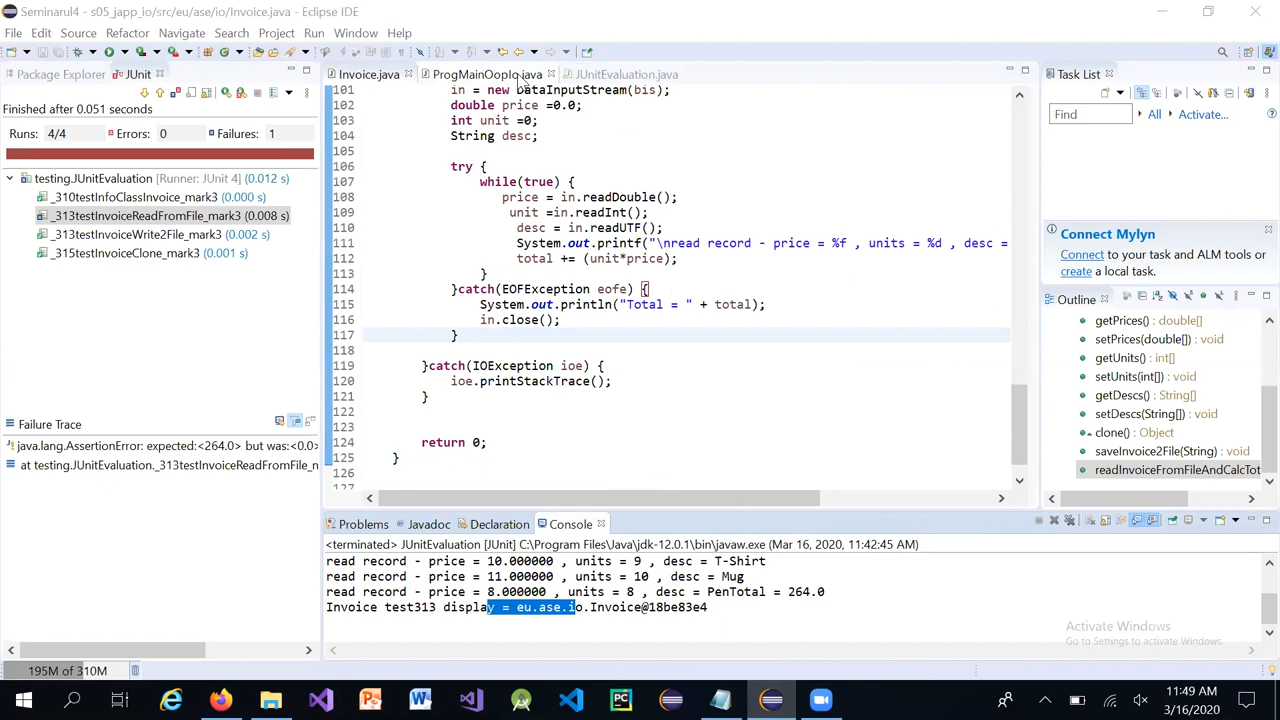 Seminarul4 - s05_japp_io/src/eu/ase/io/Invoice.java - Eclipse IDE
File Edit Source Refactor Navigate Search Project Run Window Help
Package Explorer JUnit
Finished after 0.051 seconds
Runs: 4/4 Errors: 0 Failures: 1
testing.JUnitEvaluation [Runner: JUnit 4] (0.012 s)
_310testInfoClassInvoice_mark3 (0.000 s)
_313testInvoiceReadFromFile_mark3 (0.008 s)
_313testInvoiceWrite2File_mark3 (0.002 s)
_315testInvoiceClone_mark3 (0.001 s)
Failure Trace
java.lang.AssertionError: expected:<264.0> but was:<0.0>
at testing.JUnitEvaluation._313testInvoiceReadFromFile_m
Invoice.java ProgMainOopIo.java JUnitEvaluation.java
101 in = new DataInputStream(bis);
102 double price =0.0;
103 int unit =0;
104 String desc;
105
106 try {
107 while(true) {
108 price = in.readDouble();
109 unit =in.readInt();
110 desc = in.readUTF();
111 System.out.printf("\nread record - price = %f , units = %d , desc =
112 total += (unit*price);
113 }
114 }catch(EOFException eofe) {
115 System.out.println("Total = " + total);
116 in.close();
117 }
118
119 }catch(IOException ioe) {
120 ioe.printStackTrace();
121 }
122
123
124 return 0;
125 }
126
127
Task List
Find All Activate...
Connect Mylyn
Connect to your task and ALM tools or
create a local task.
Outline
getPrices() : double[]
setPrices(double[]) : void
getUnits() : int[]
setUnits(int[]) : void
getDescs() : String[]
setDescs(String[]) : void
clone() : Object
saveInvoice2File(String) : void
readInvoiceFromFileAndCalcTot
Problems Javadoc Declaration Console
<terminated> JUnitEvaluation [JUnit] C:\Program Files\Java\jdk-12.0.1\bin\javaw.exe (Mar 16, 2020, 11:42:45 AM)
read record - price = 10.000000 , units = 9 , desc = T-Shirt
read record - price = 11.000000 , units = 10 , desc = Mug
read record - price = 8.000000 , units = 8 , desc = PenTotal = 264.0
Invoice test313 display = eu.ase.io.Invoice@18be83e4
Activate Windows
Go to Settings to activate Windows.
195M of 310M
11:49 AM
3/16/2020